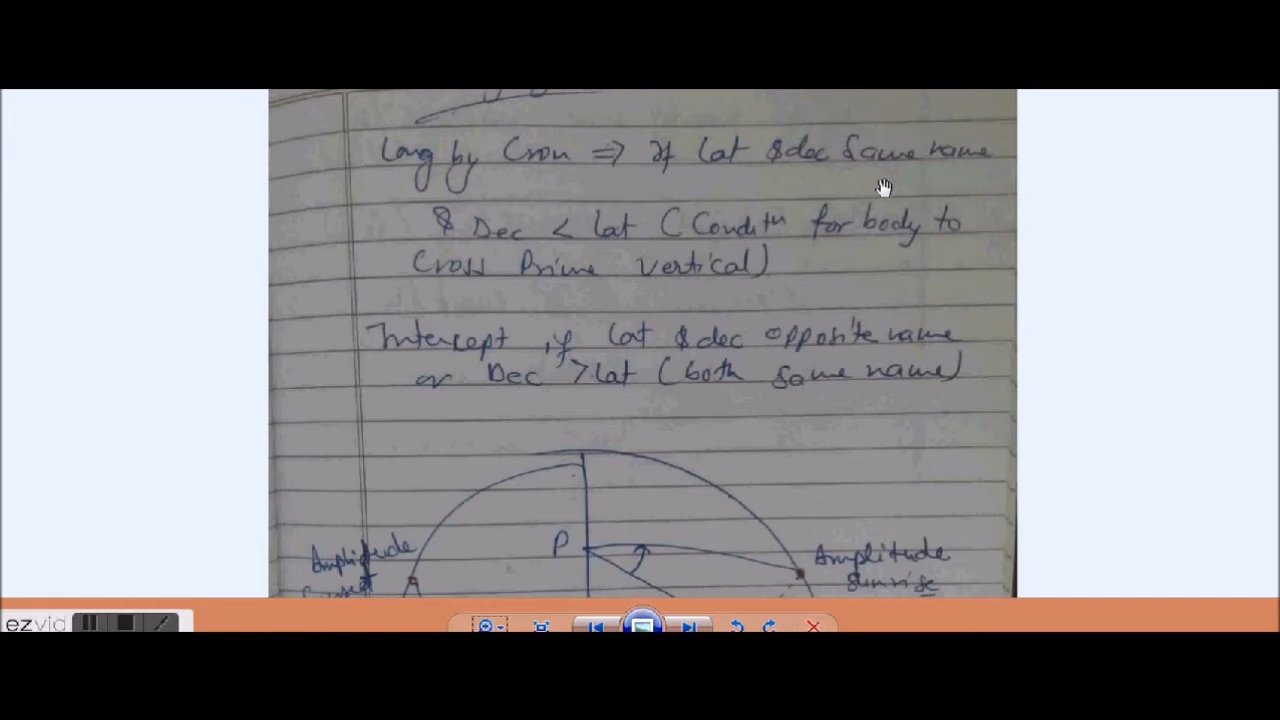 Long by Cron ⇒ If Lat & dec Same name
& Dec < Lat (Condith for body to
Cross Prime vertical)
Intercept, if Lat & dec opposite name
or Dec > Lat (both same name)
Amplitude
P
Amplitude
Sunrise
ezvid